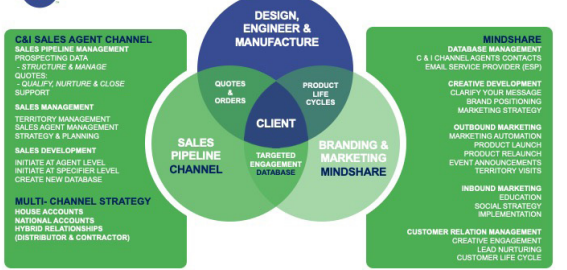 C&I SALES AGENT CHANNEL
SALES PIPELINE MANAGEMENT
PROSPECTING DATA
- STRUCTURE & MANAGE
QUOTES:
- QUALIFY, NURTURE & CLOSE
SUPPORT
SALES MANAGEMENT
TERRITORY MANAGEMENT
SALES AGENT MANAGEMENT
STRATEGY & PLANNING
SALES DEVELOPMENT
INITIATE AT AGENT LEVEL
INITIATE AT SPECIFIER LEVEL
CREATE NEW DATABASE
MULTI- CHANNEL STRATEGY
HOUSE ACCOUNTS
NATIONAL ACCOUNTS
HYBRID RELATIONSHIPS
(DISTRIBUTOR & CONTRACTOR)
DESIGN,
ENGINEER &
MANUFACTURE
QUOTES
&
ORDERS
PRODUCT
LIFE
CYCLES
CLIENT
SALES
PIPELINE
CHANNEL
TARGETED
ENGAGEMENT
DATABASE
BRANDING &
MARKETING
MINDSHARE
MINDSHARE
DATABASE MANAGEMENT
C & I CHANNEL AGENTS CONTACTS
EMAIL SERVICE PROVIDER (ESP)
CREATIVE DEVELOPMENT
CLARIFY YOUR MESSAGE
BRAND POSITIONING
MARKETING STRATEGY
OUTBOUND MARKETING
MARKETING AUTOMATION
PRODUCT LAUNCH
PRODUCT RELAUNCH
EVENT ANNOUNCEMENTS
TERRITORY VISITS
INBOUND MARKETING
EDUCATION
SOCIAL STRATEGY
IMPLEMENTATION
CUSTOMER RELATION MANAGEMENT
CREATIVE ENGAGEMENT
LEAD NURTURING
CUSTOMER LIFE CYCLE